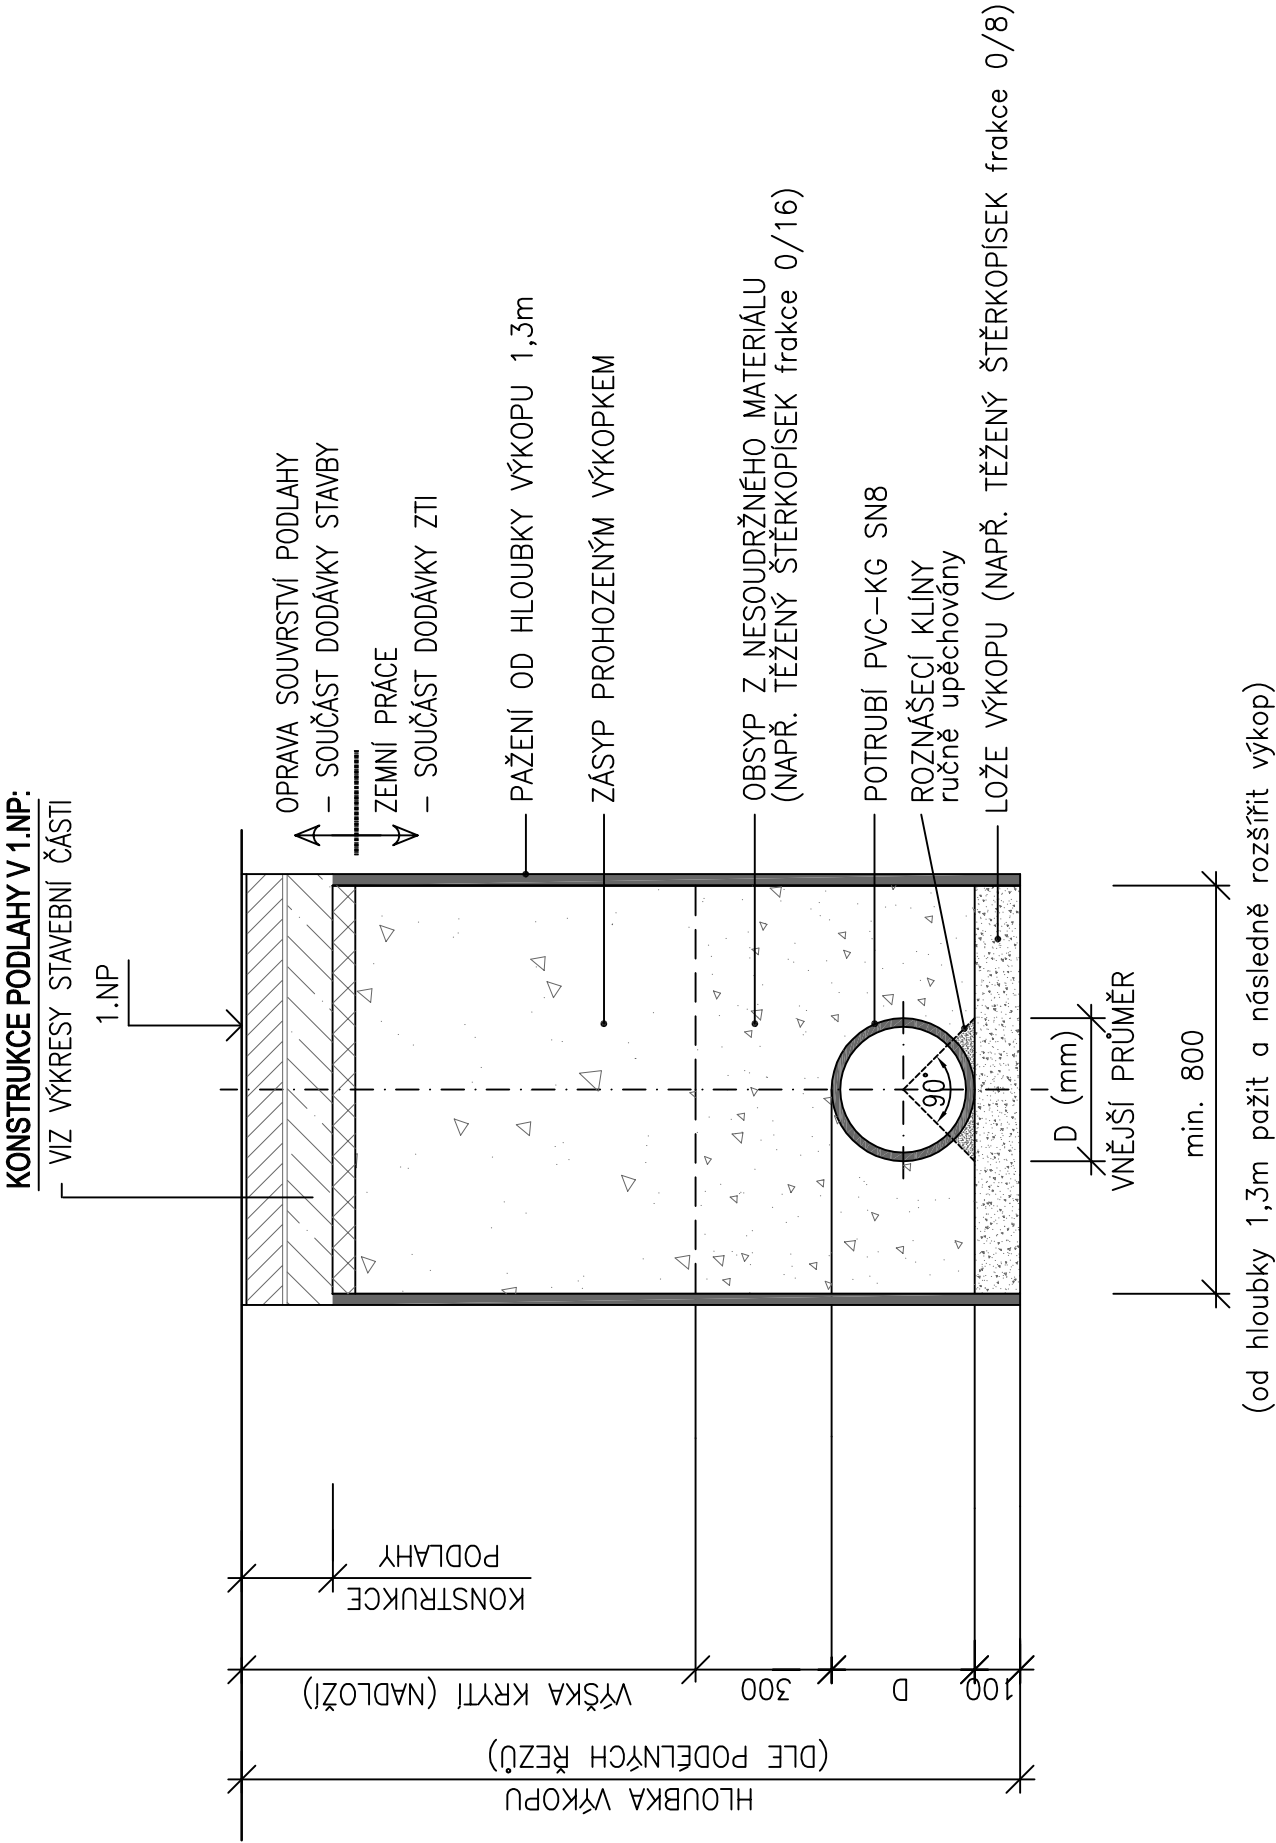 KONSTRUKCE PODLAHY V 1.NP:
VIZ VÝKRESY STAVEBNÍ ČÁSTI
1.NP
OPRAVA SOUVRSTVÍ PODLAHY
- SOUČÁST DODÁVKY STAVBY
ZEMNÍ PRÁCE
- SOUČÁST DODÁVKY ZTI
PAŽENÍ OD HLOUBKY VÝKOPU 1,3m
ZÁSYP PROHOZENÝM VÝKOPKEM
OBSYP Z NESOUDRŽNÉHO MATERIÁLU
(NAPŘ. TĚŽENÝ ŠTĚRKOPÍSEK frakce 0/16)
POTRUBÍ PVC-KG SN8
ROZNÁŠECÍ KLÍNY
ručně upěchovány
LOŽE VÝKOPU (NAPŘ. TĚŽENÝ ŠTĚRKOPÍSEK frakce 0/8)
90°
D (mm)
VNĚJŠÍ PRŮMĚR
min. 800
(od hloubky 1,3m pažit a následně rozšířit výkop)
KONSTRUKCE
PODLAHY
VÝŠKA KRYTÍ (NADLOŽÍ)
300
D
100
HLOUBKA VÝKOPU
(DLE PODÉLNÝCH ŘEZŮ)